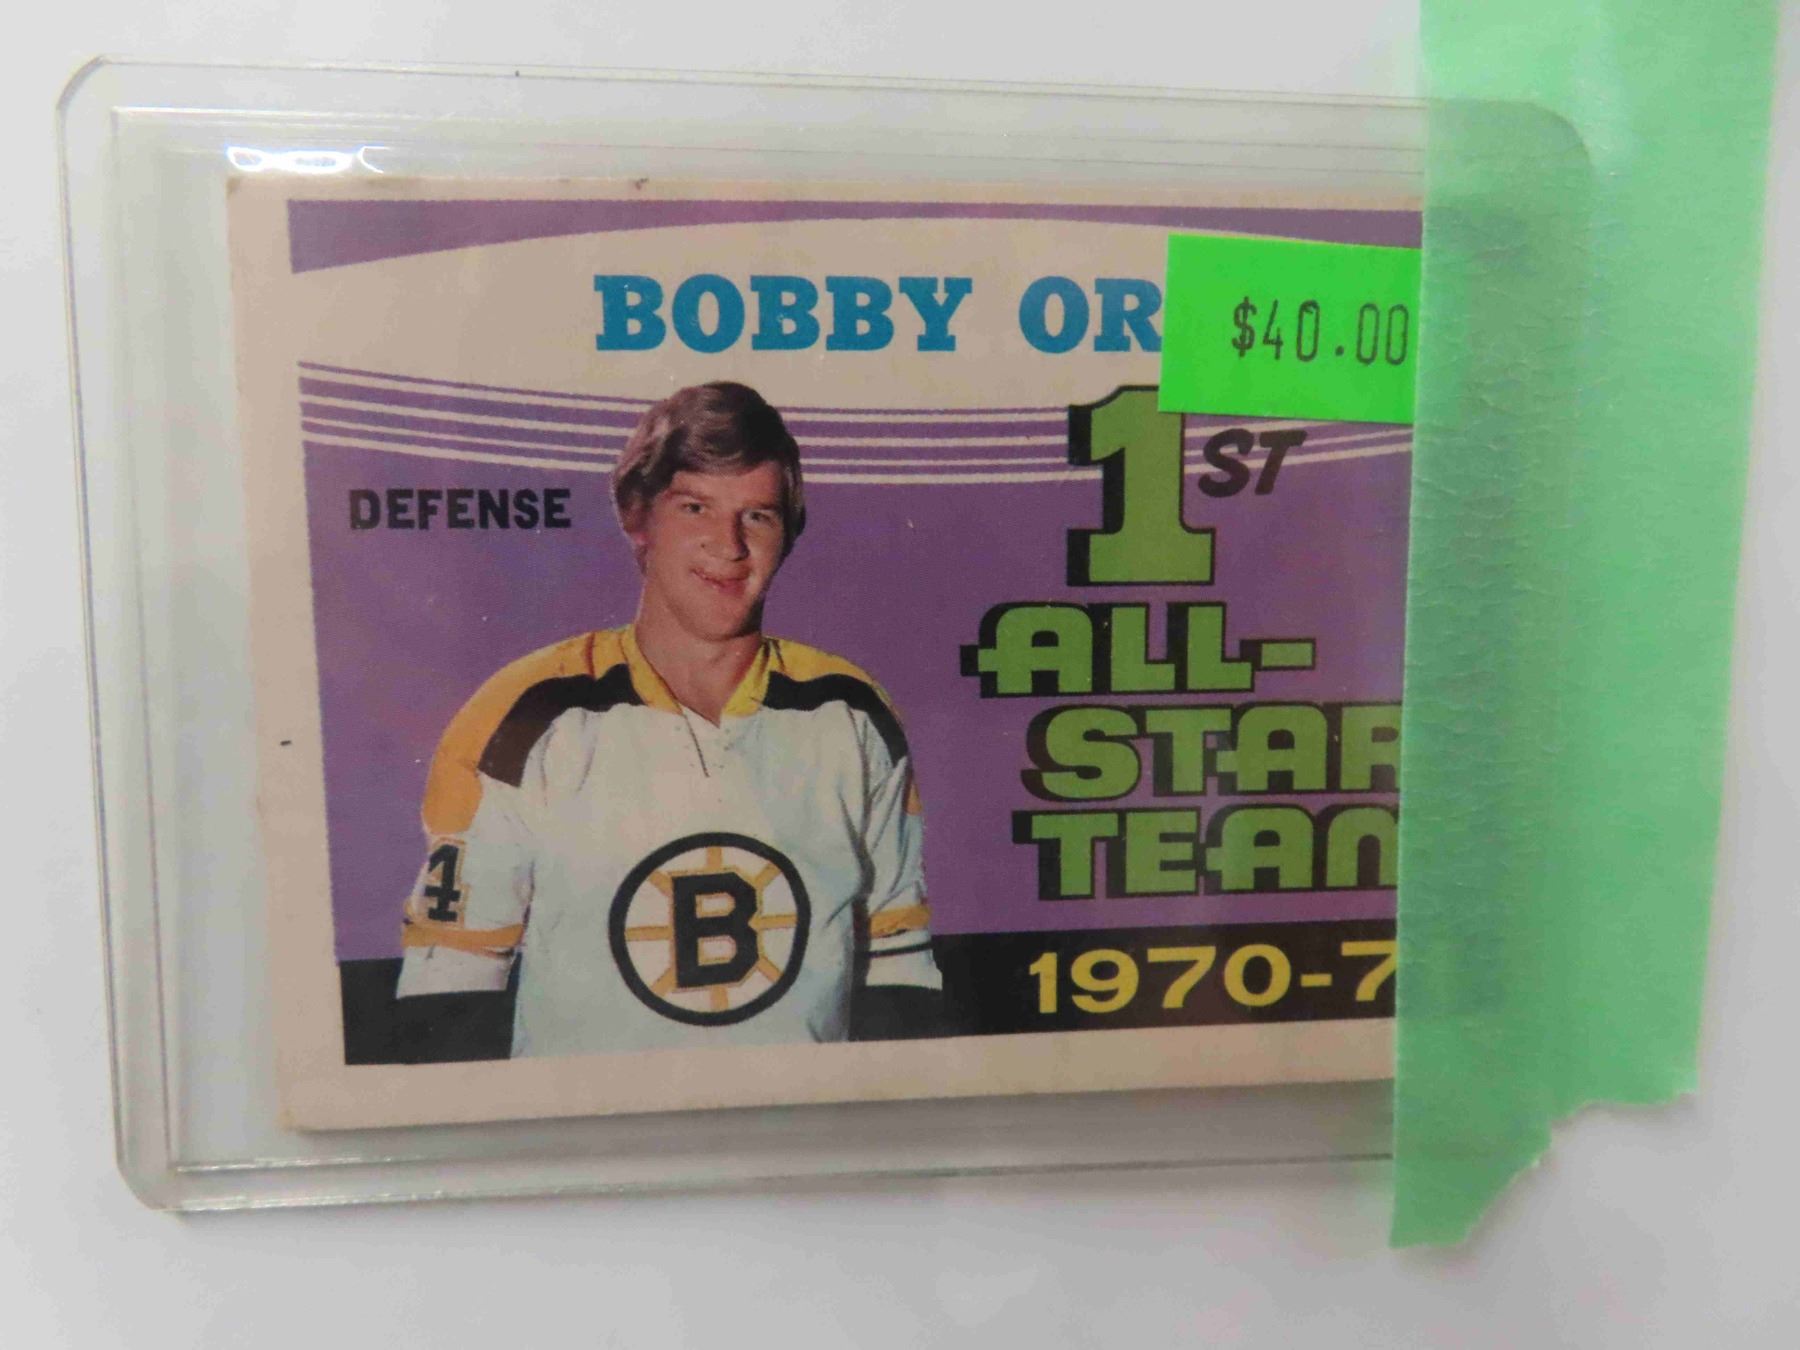 BOBBY OR
$40.00
1ST
DEFENSE
ALL-
STAR
TEAM
1970-7
4
B